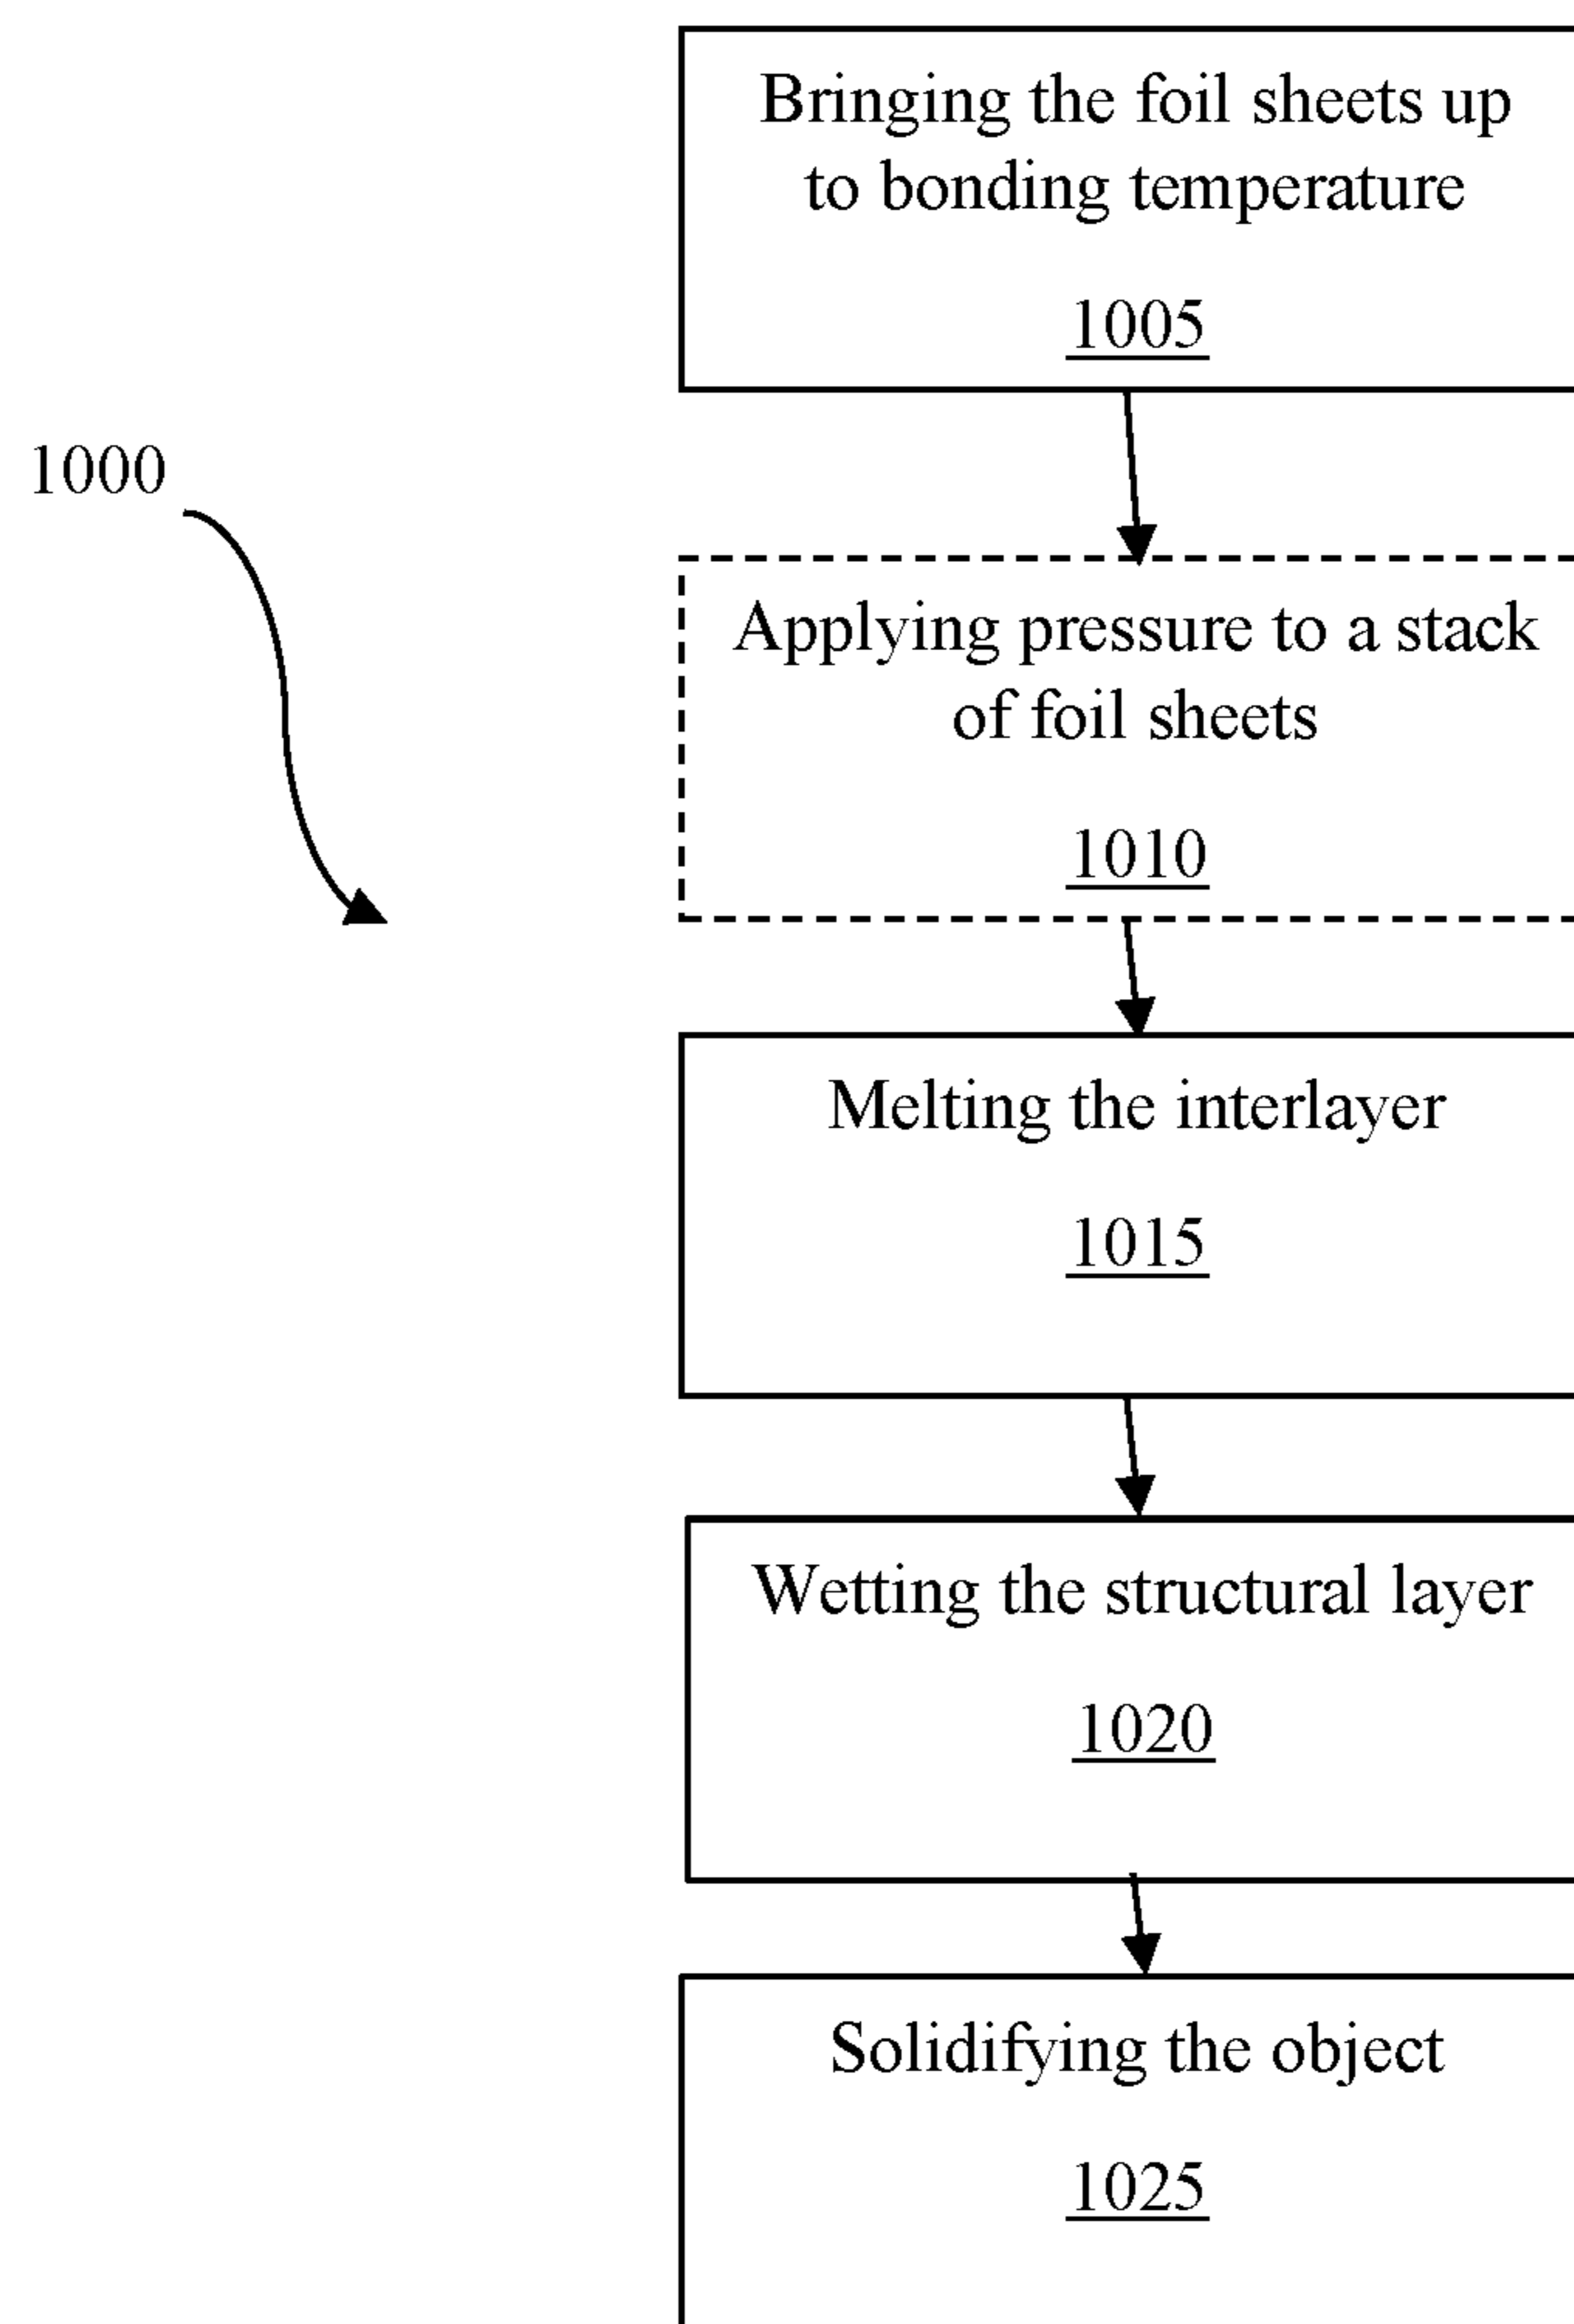 Bringing the foil sheets up
to bonding temperature
1005
1000
Applying pressure to a stack
of foil sheets
1010
Melting the interlayer
1015
Wetting the structural layer
1020
Solidifying the object
1025